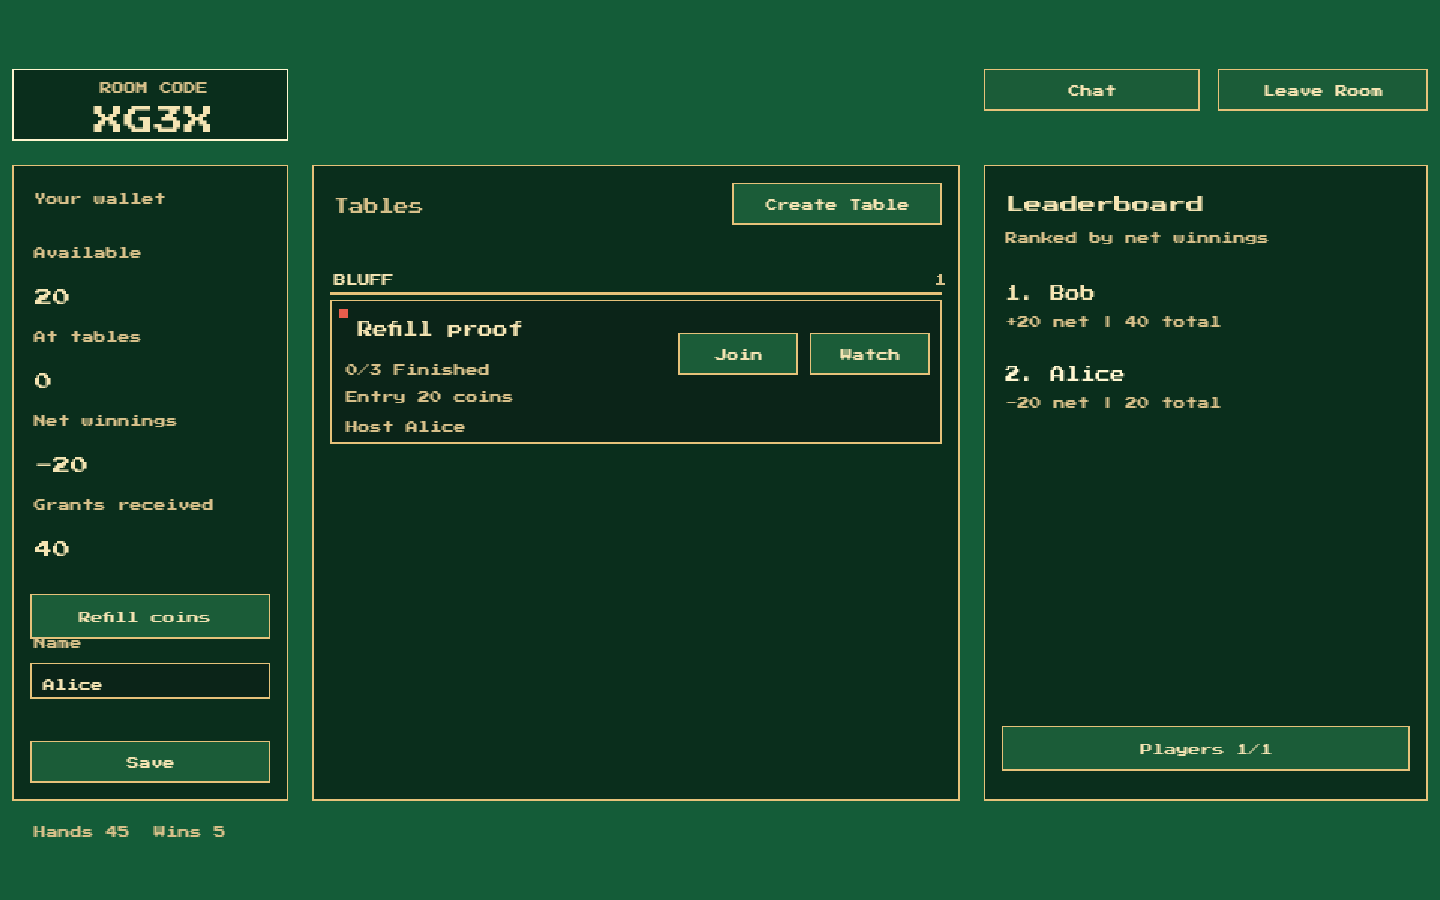 ROOM CODE
XG3X
Chat
Leave Room
Your wallet
Available
20
At tables
0
Net winnings
-20
Grants received
40
Refill coins
Name
Alice
Save
Hands 45 Wins 5
Tables
Create Table
BLUFF 1
Refill proof
0/3 Finished
Entry 20 coins
Host Alice
Join
Watch
Leaderboard
Ranked by net winnings
1. Bob
+20 net | 40 total
2. Alice
-20 net | 20 total
Players 1/1